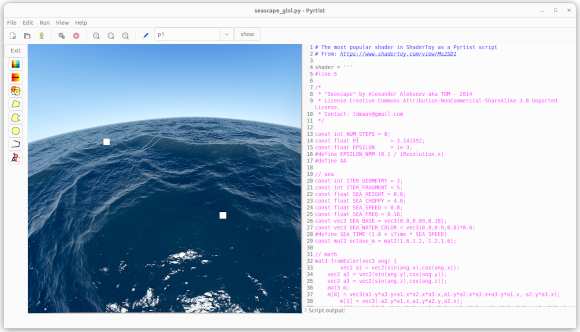 seascape_glsl.py - Pyrtist
File Edit Run View Help
p1
show
Exit
1 # The most popular shader in ShaderToy as a Pyrtist script
2 # From: https://www.shadertoy.com/view/Ms2SD1
3
4 shader = '''
5 #line 5
6
7 /*
8 * "Seascape" by Alexander Alekseev aka TDM - 2014
9 * License Creative Commons Attribution-NonCommercial-ShareAlike 3.0 Unported
License.
10 * Contact: tdmaav@gmail.com
11 */
12
13 const int NUM_STEPS = 8;
14 const float PI = 3.141592;
15 const float EPSILON = 1e-3;
16 #define EPSILON_NRM (0.1 / iResolution.x)
17 #define AA
18
19 // sea
20 const int ITER_GEOMETRY = 3;
21 const int ITER_FRAGMENT = 5;
22 const float SEA_HEIGHT = 0.6;
23 const float SEA_CHOPPY = 4.0;
24 const float SEA_SPEED = 0.8;
25 const float SEA_FREQ = 0.16;
26 const vec3 SEA_BASE = vec3(0.0,0.09,0.18);
27 const vec3 SEA_WATER_COLOR = vec3(0.8,0.9,0.6)*0.6;
28 #define SEA_TIME (1.0 + iTime * SEA_SPEED)
29 const mat2 octave_m = mat2(1.6,1.2,-1.2,1.6);
30
31 // math
32 mat3 fromEuler(vec3 ang) {
33 vec2 a1 = vec2(sin(ang.x),cos(ang.x));
34 vec2 a2 = vec2(sin(ang.y),cos(ang.y));
35 vec2 a3 = vec2(sin(ang.z),cos(ang.z));
36 mat3 m;
37 m[0] = vec3(a1.y*a3.y+a1.x*a2.x*a3.x,a1.y*a2.x*a3.x+a3.y*a1.x,-a2.y*a3.x);
38 m[1] = vec3(-a2.y*a1.x,a1.y*a2.y,a2.x);
Script output: